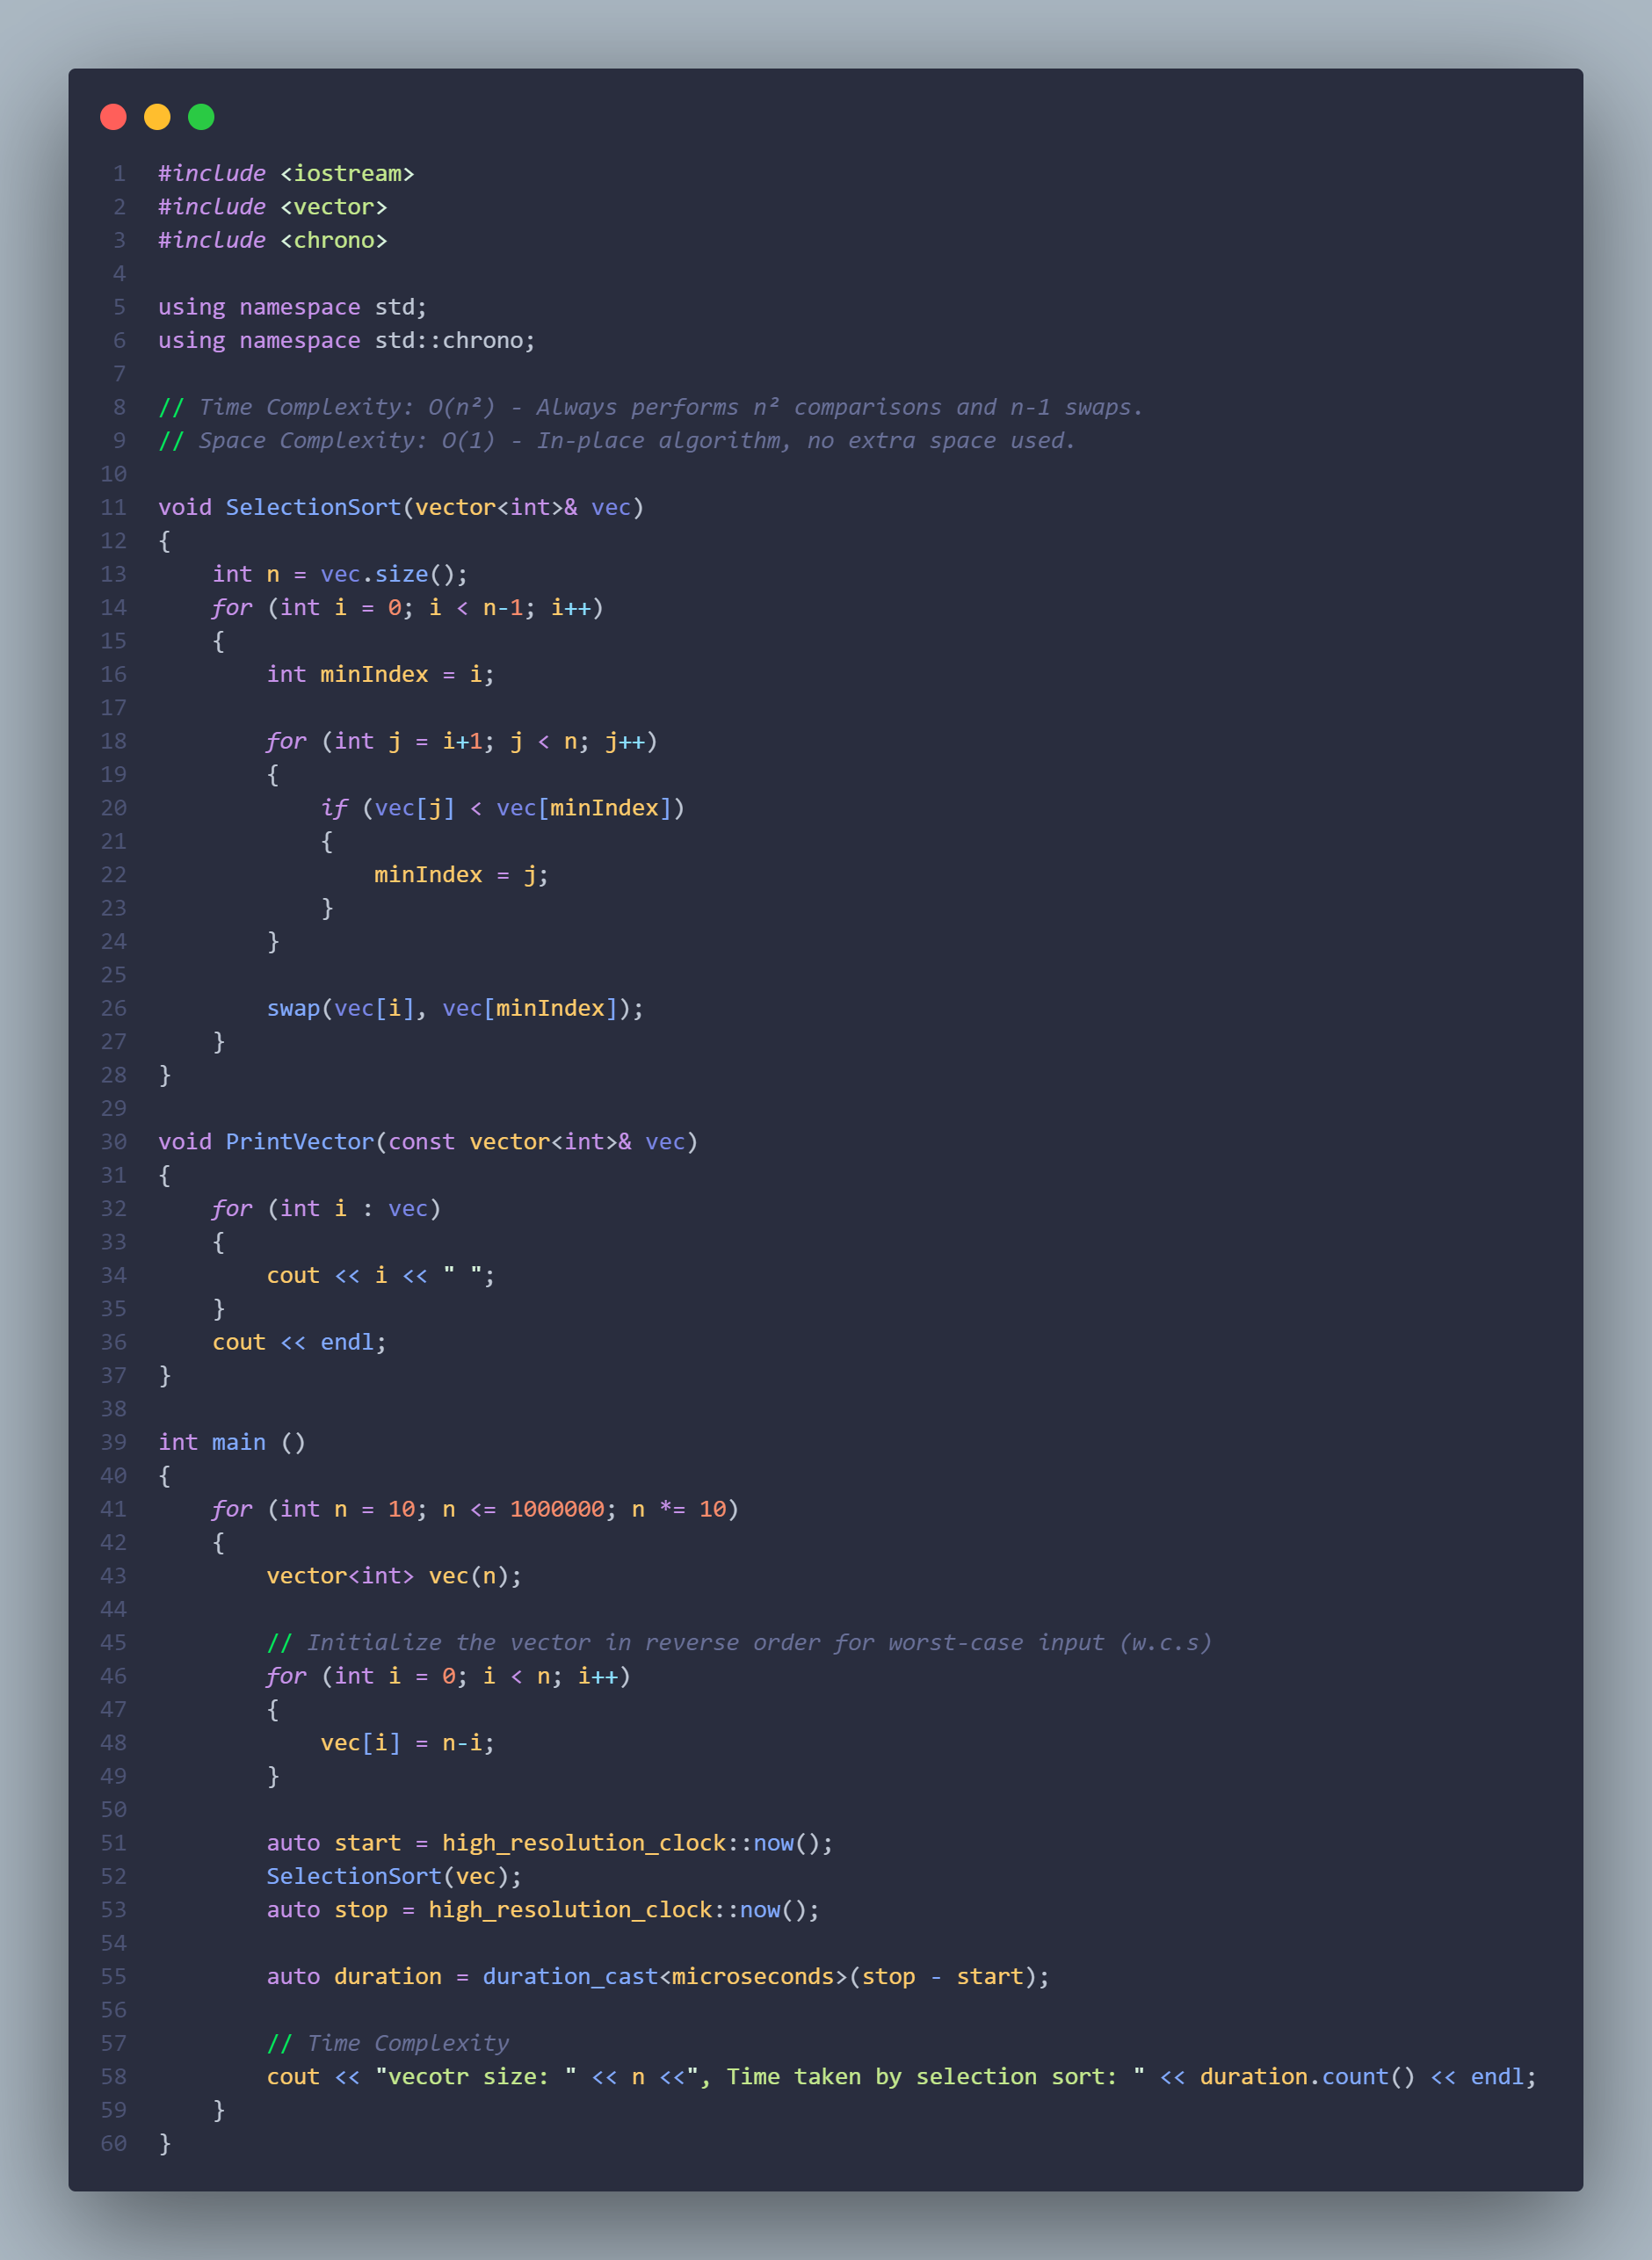 1 #include <iostream>
2 #include <vector>
3 #include <chrono>
4
5 using namespace std;
6 using namespace std::chrono;
7
8 // Time Complexity: O(n²) - Always performs n² comparisons and n-1 swaps.
9 // Space Complexity: O(1) - In-place algorithm, no extra space used.
10
11 void SelectionSort(vector<int>& vec)
12 {
13     int n = vec.size();
14     for (int i = 0; i < n-1; i++)
15     {
16         int minIndex = i;
17
18         for (int j = i+1; j < n; j++)
19         {
20             if (vec[j] < vec[minIndex])
21             {
22                 minIndex = j;
23             }
24         }
25
26         swap(vec[i], vec[minIndex]);
27     }
28 }
29
30 void PrintVector(const vector<int>& vec)
31 {
32     for (int i : vec)
33     {
34         cout << i << " ";
35     }
36     cout << endl;
37 }
38
39 int main ()
40 {
41     for (int n = 10; n <= 1000000; n *= 10)
42     {
43         vector<int> vec(n);
44
45         // Initialize the vector in reverse order for worst-case input (w.c.s)
46         for (int i = 0; i < n; i++)
47         {
48             vec[i] = n-i;
49         }
50
51         auto start = high_resolution_clock::now();
52         SelectionSort(vec);
53         auto stop = high_resolution_clock::now();
54
55         auto duration = duration_cast<microseconds>(stop - start);
56
57         // Time Complexity
58         cout << "vecotr size: " << n <<", Time taken by selection sort: " << duration.count() << endl;
59     }
60 }